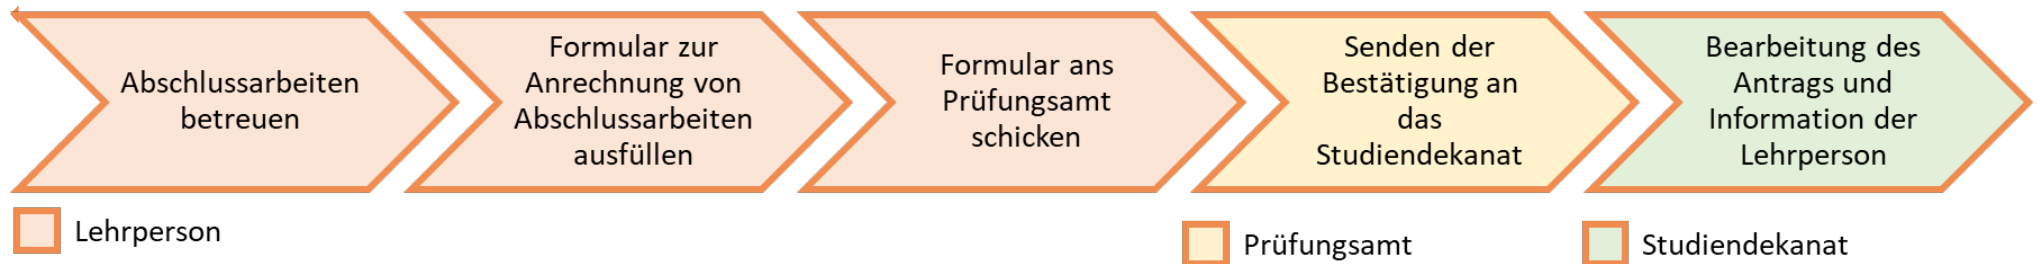 Abschlussarbeiten
betreuen
Formular zur
Anrechnung von
Abschlussarbeiten
ausfüllen
Formular ans
Prüfungsamt
schicken
Senden der
Bestätigung an
das
Studiendekanat
Bearbeitung des
Antrags und
Information der
Lehrperson
Lehrperson
Prüfungsamt
Studiendekanat